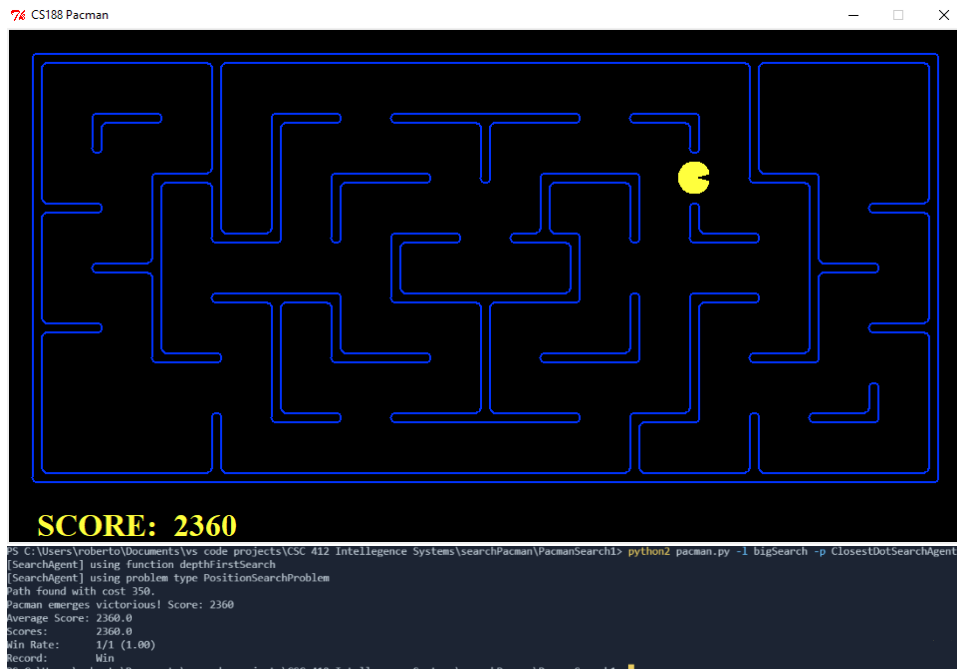 CS188 Pacman
SCORE: 2360
PS C:\Users\roberto\Documents\vs code projects\CSC 412 Intellegence Systems\searchPacman\PacmanSearch1> python2 pacman.py -l bigSearch -p ClosestDotSearchAgent
[SearchAgent] using function depthFirstSearch
[SearchAgent] using problem type PositionSearchProblem
Path found with cost 350.
Pacman emerges victorious! Score: 2360
Average Score: 2360.0
Scores:        2360.0
Win Rate:      1/1 (1.00)
Record:        Win